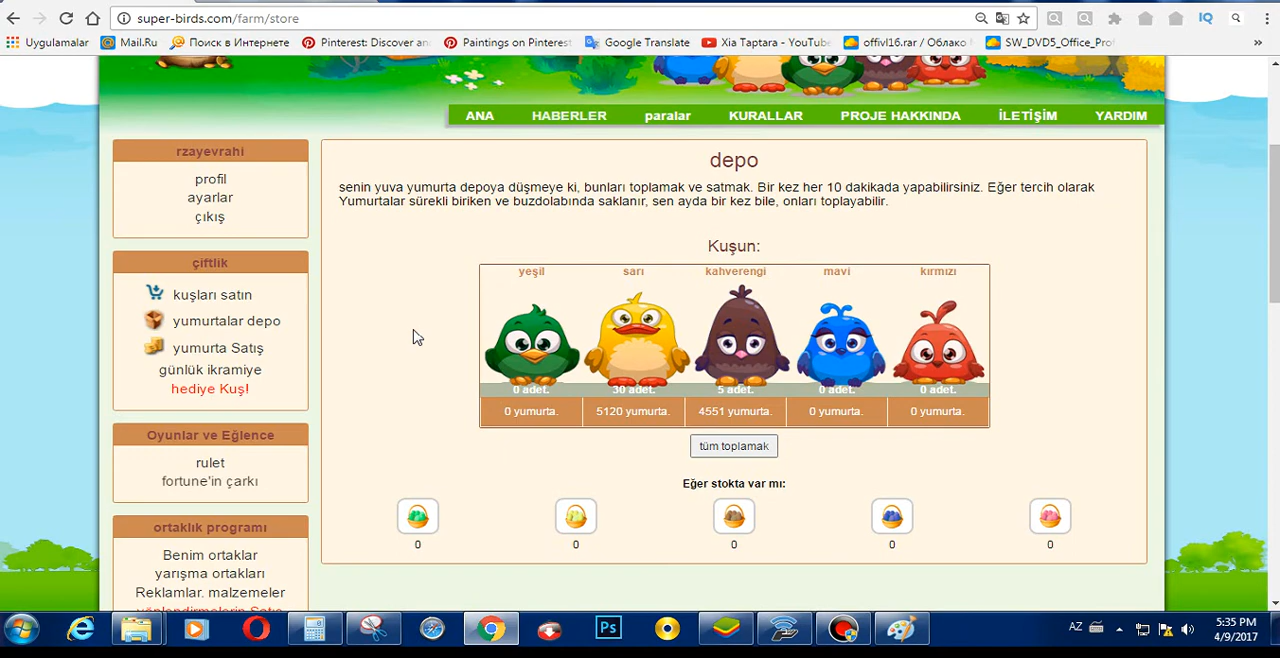 super-birds.com/farm/store
IQ
Uygulamalar
Mail.Ru
Поиск в Интернете
Pinterest: Discover an
Paintings on Pinterest
Google Translate
Xia Taptara - YouTube
offivl16.rar / Облако
SW_DVD5_Office_Pro
»
ANA
HABERLER
paralar
KURALLAR
PROJE HAKKINDA
İLETİŞİM
YARDIM
rzayevrahi
profil
ayarlar
çıkış
çiftlik
kuşları satın
yumurtalar depo
yumurta Satış
günlük ikramiye
hediye Kuş!
Oyunlar ve Eğlence
rulet
fortune'in çarkı
ortaklık programı
Benim ortaklar
yarışma ortakları
Reklamlar. malzemeler
yönlendirmelerin Satış
depo
senin yuva yumurta depoya düşmeye ki, bunları toplamak ve satmak. Bir kez her 10 dakikada yapabilirsiniz. Eğer tercih olarak
Yumurtalar sürekli biriken ve buzdolabında saklanır, sen ayda bir kez bile, onları toplayabilir.
Kuşun:
yeşil sarı kahverengi mavi kırmızı
0 adet. 30 adet. 5 adet. 0 adet. 0 adet.
0 yumurta. 5120 yumurta. 4551 yumurta. 0 yumurta. 0 yumurta.
tüm toplamak
Eğer stokta var mı:
0 0 0 0 0
Ps
AZ
5:35 PM
4/9/2017